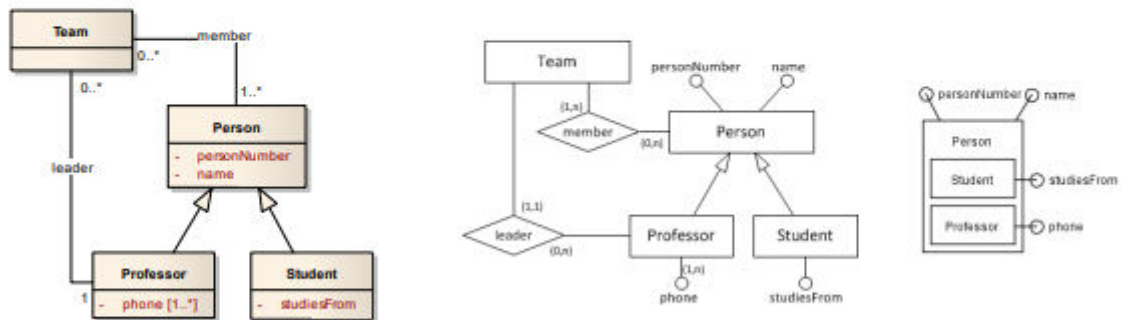 Team
member
0..*
0..*
1..*
Person
- personNumber
- name
leader
Professor
- phone [1..*]
1
Student
- studiesFrom
Team
personNumber
name
(1,n)
member
(0,n)
Person
(1,1)
leader
(0,n)
Professor
Student
(1,n)
phone
studiesFrom
personNumber
name
Person
Student
studiesFrom
Professor
phone